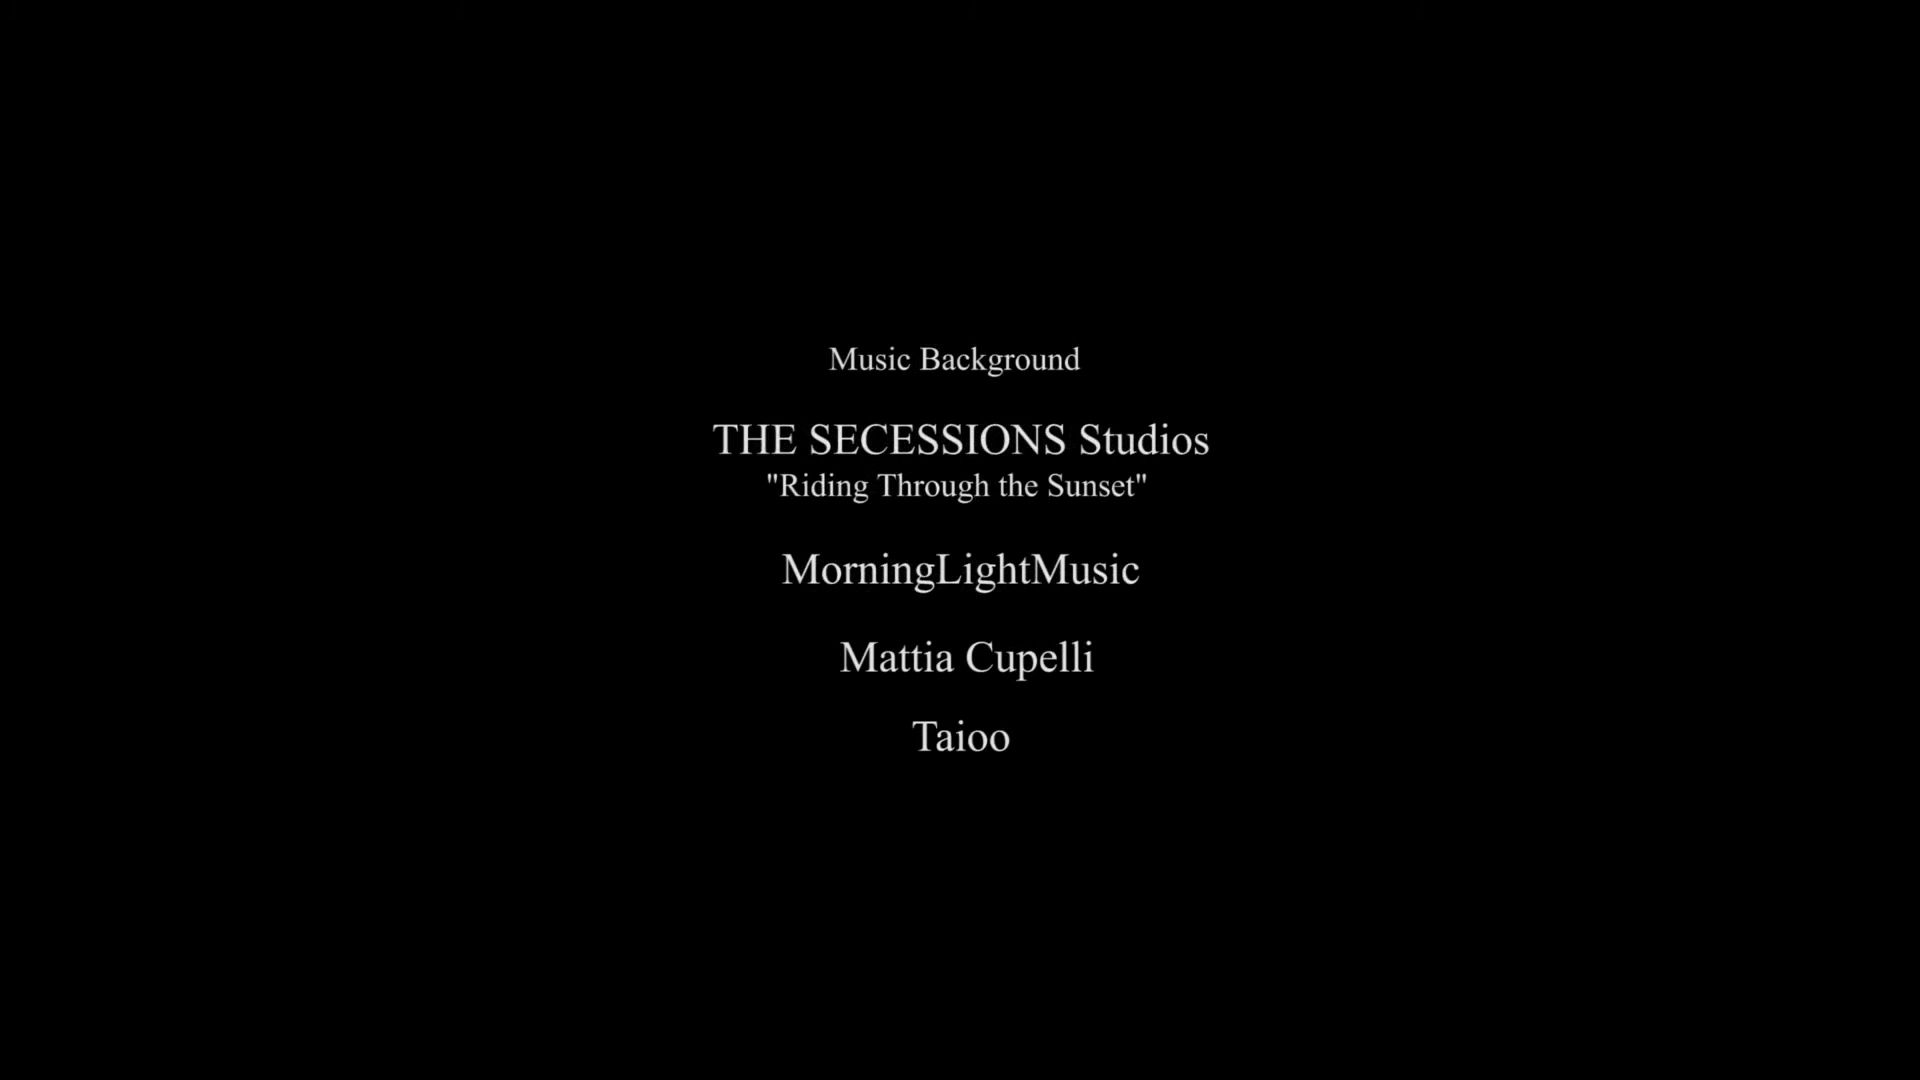 Music Background
THE SECESSIONS Studios
"Riding Through the Sunset"
MorningLightMusic
Mattia Cupelli
Taioo